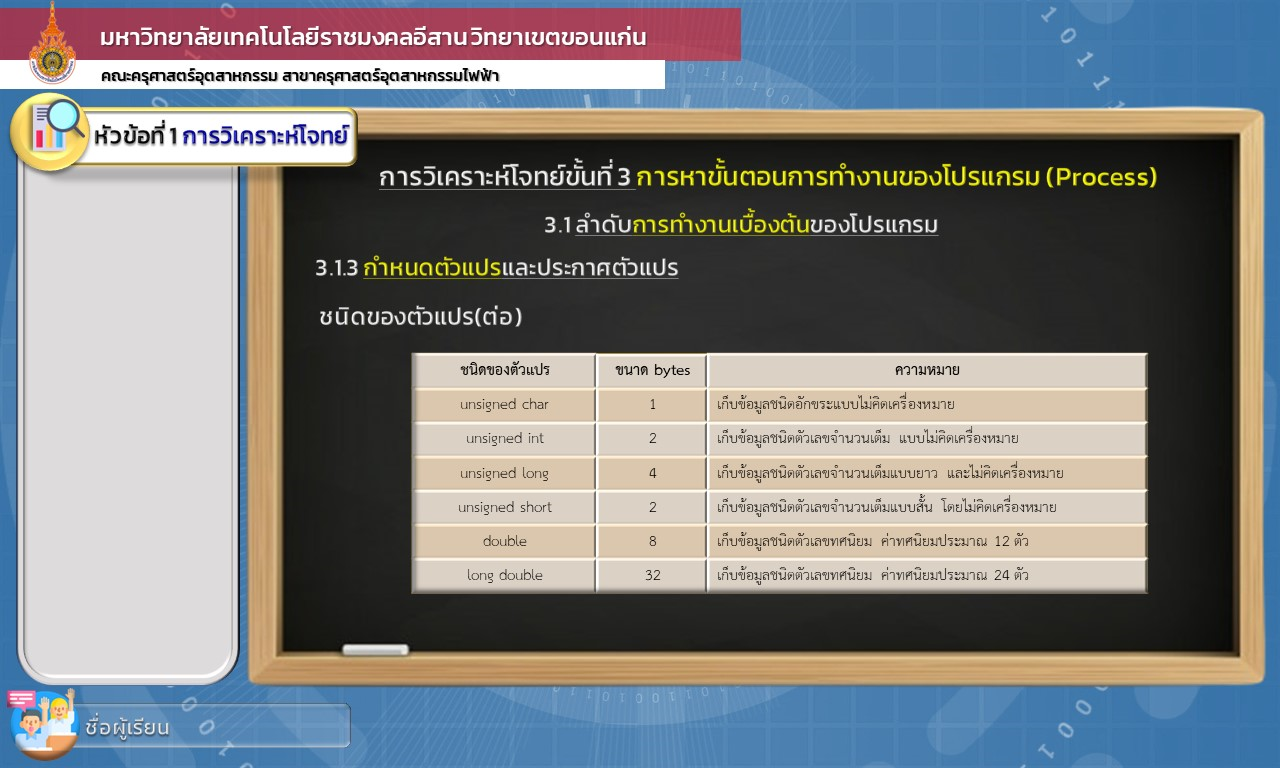 มหาวิทยาลัยเทคโนโลยีราชมงคลอีสาน วิทยาเขตขอนแก่น
คณะครุศาสตร์อุตสาหกรรม สาขาครุศาสตร์อุตสาหกรรมไฟฟ้า
หัวข้อที่ 1 การวิเคราะห์โจทย์
การวิเคราะห์โจทย์ขั้นที่ 3 การหาขั้นตอนการทำงานของโปรแกรม (Process)
3.1 ลำดับการทำงานเบื้องต้นของโปรแกรม
3.1.3 กำหนดตัวแปรและประกาศตัวแปร
ชนิดของตัวแปร(ต่อ)
ชนิดของตัวแปร ขนาด bytes ความหมาย
unsigned char 1 เก็บข้อมูลชนิดอักขระแบบไม่คิดเครื่องหมาย
unsigned int 2 เก็บข้อมูลชนิดตัวเลขจำนวนเต็ม แบบไม่คิดเครื่องหมาย
unsigned long 4 เก็บข้อมูลชนิดตัวเลขจำนวนเต็มแบบยาว และไม่คิดเครื่องหมาย
unsigned short 2 เก็บข้อมูลชนิดตัวเลขจำนวนเต็มแบบสั้น โดยไม่คิดเครื่องหมาย
double 8 เก็บข้อมูลชนิดตัวเลขทศนิยม ค่าทศนิยมประมาณ 12 ตัว
long double 32 เก็บข้อมูลชนิดตัวเลขทศนิยม ค่าทศนิยมประมาณ 24 ตัว
ชื่อผู้เรียน